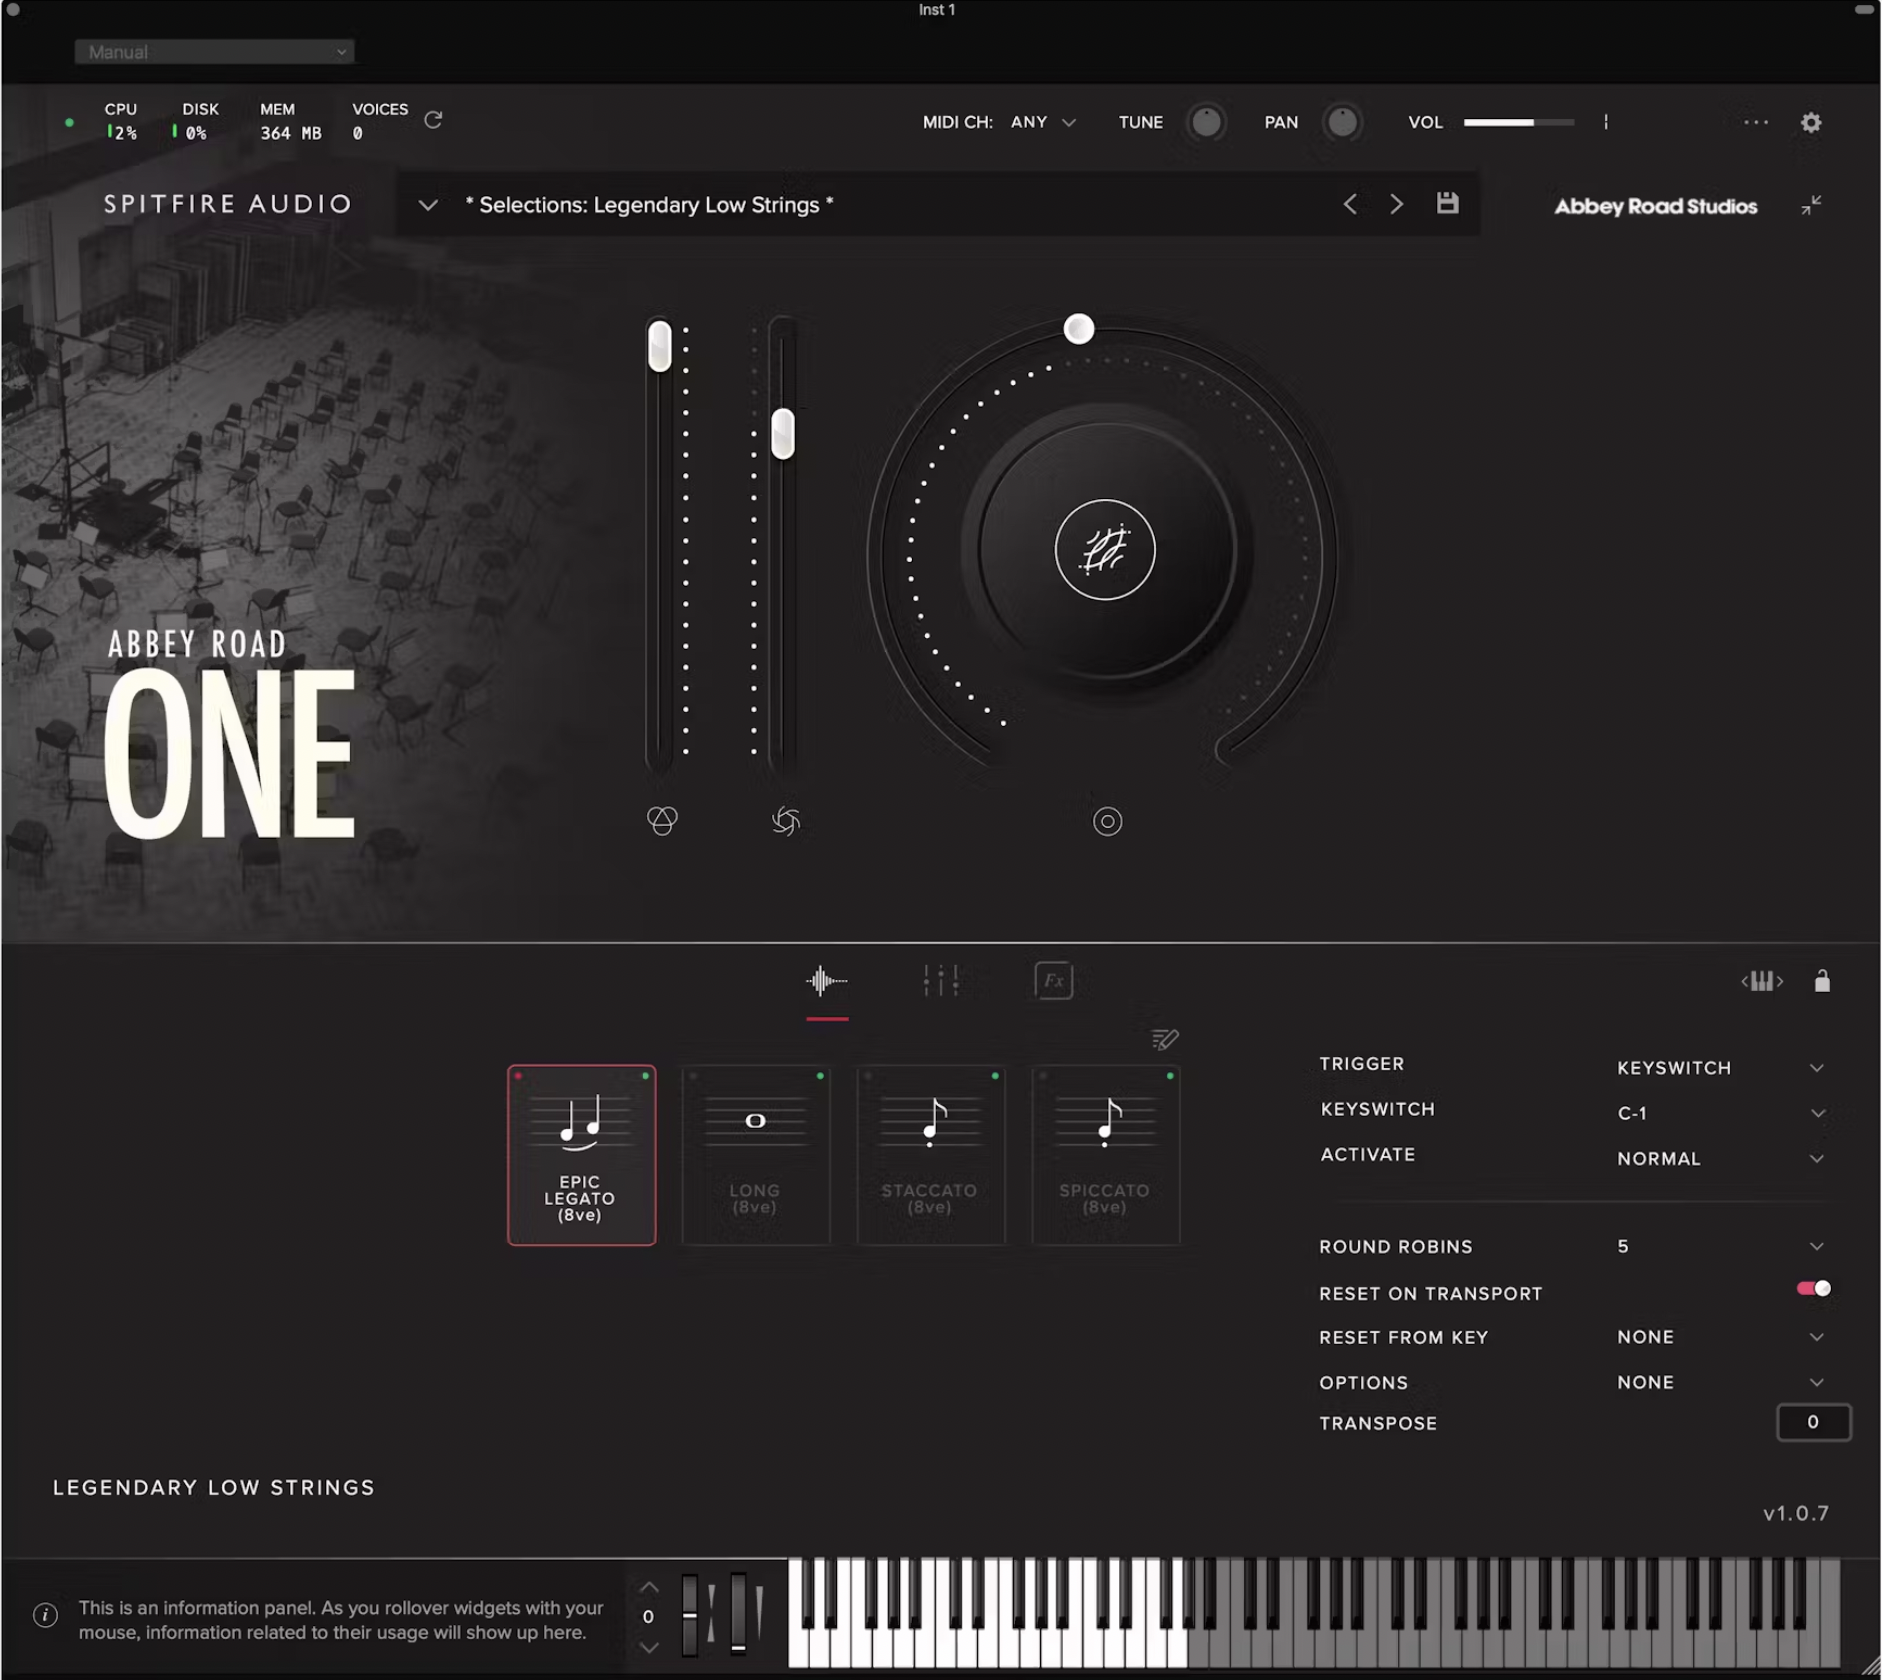 Inst 1
Manual
CPU DISK MEM VOICES
2% 0% 364 MB 0
MIDI CH: ANY TUNE PAN VOL
SPITFIRE AUDIO
* Selections: Legendary Low Strings *
Abbey Road Studios
ABBEY ROAD
ONE
Fx
EPIC
LEGATO
(8ve)
LONG
(8ve)
STACCATO
(8ve)
SPICCATO
(8ve)
TRIGGER KEYSWITCH
KEYSWITCH C-1
ACTIVATE NORMAL
ROUND ROBINS 5
RESET ON TRANSPORT
RESET FROM KEY NONE
OPTIONS NONE
TRANSPOSE 0
LEGENDARY LOW STRINGS
v1.0.7
This is an information panel. As you rollover widgets with your
mouse, information related to their usage will show up here.
0